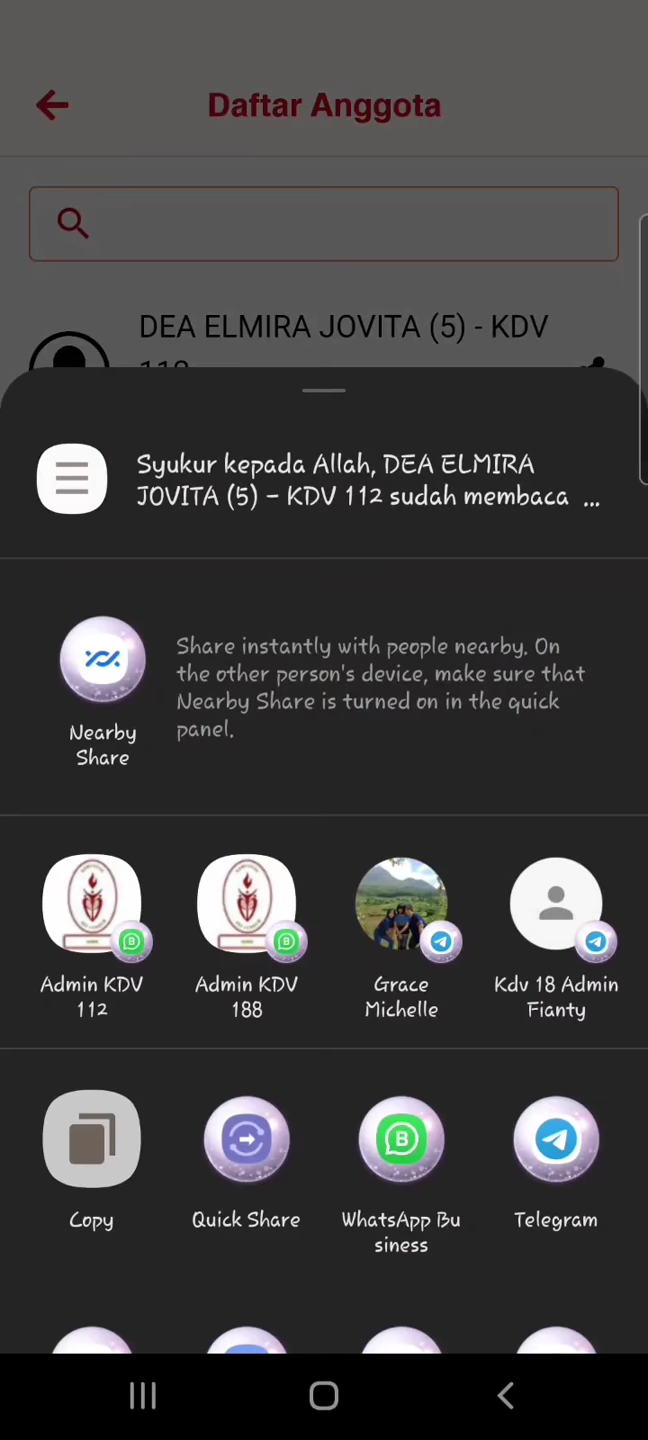 Daftar Anggota
DEA ELMIRA JOVITA (5) - KDV
112
Syukur kepada Allah, DEA ELMIRA
JOVITA (5) - KDV 112 sudah membaca ...
Share instantly with people nearby. On
the other person's device, make sure that
Nearby Share is turned on in the quick
panel.
Nearby
Share
Admin KDV
112
Admin KDV
188
Grace
Michelle
Kdv 18 Admin
Fianty
Copy
Quick Share
WhatsApp Bu
siness
Telegram